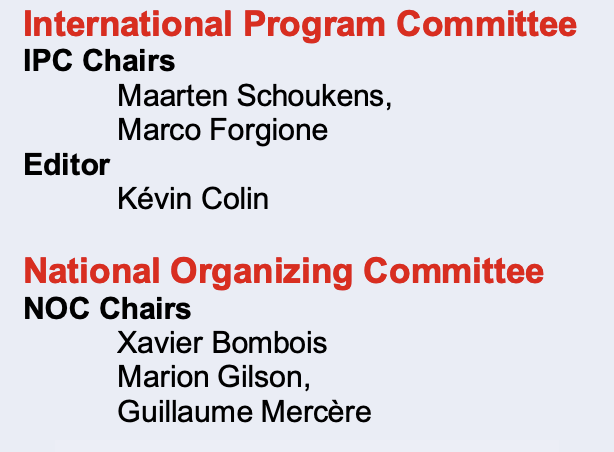 International Program Committee
IPC Chairs
Maarten Schoukens,
Marco Forgione
Editor
Kévin Colin
National Organizing Committee
NOC Chairs
Xavier Bombois
Marion Gilson,
Guillaume Mercère